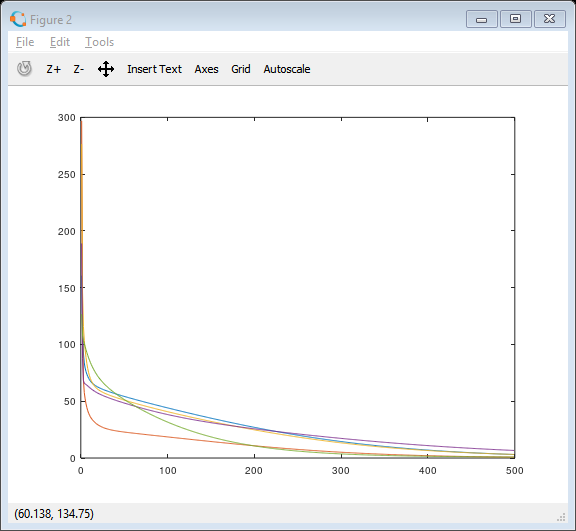 Figure 2
File Edit Tools
Z+ Z- Insert Text Axes Grid Autoscale
300
250
200
150
100
50
0
0 100 200 300 400 500
(60.138, 134.75)